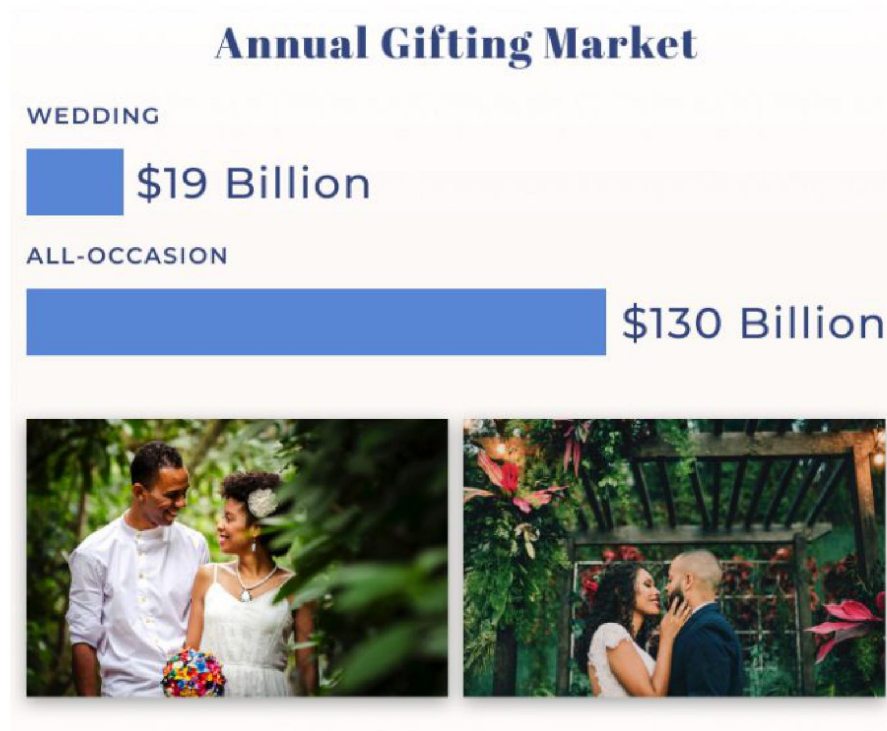 Annual Gifting Market
WEDDING
$19 Billion
ALL-OCCASION
$130 Billion